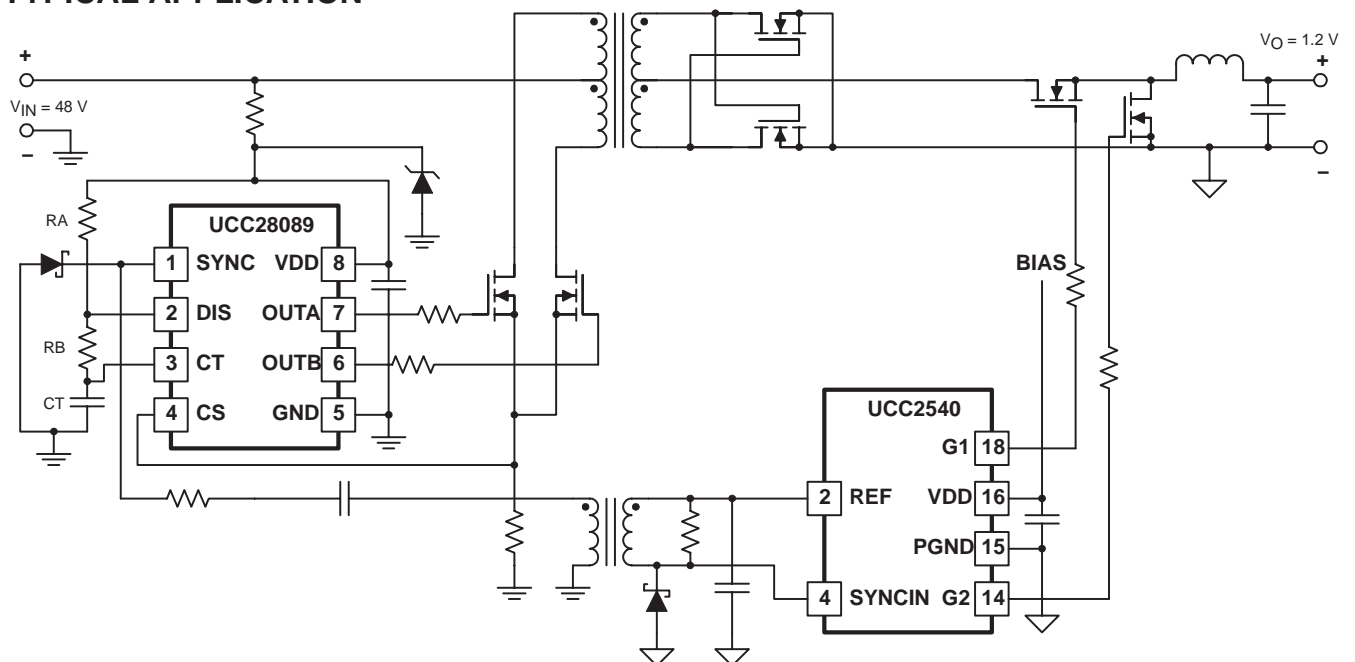 TYPICAL APPLICATION
VO = 1.2 V
+
+
VIN = 48 V
−
−
RA
UCC28089
1 SYNC VDD 8
BIAS
2 DIS OUTA 7
RB
3 CT OUTB 6
CT
4 CS GND 5
UCC2540
G1 18
2 REF VDD 16
PGND 15
4 SYNCIN G2 14